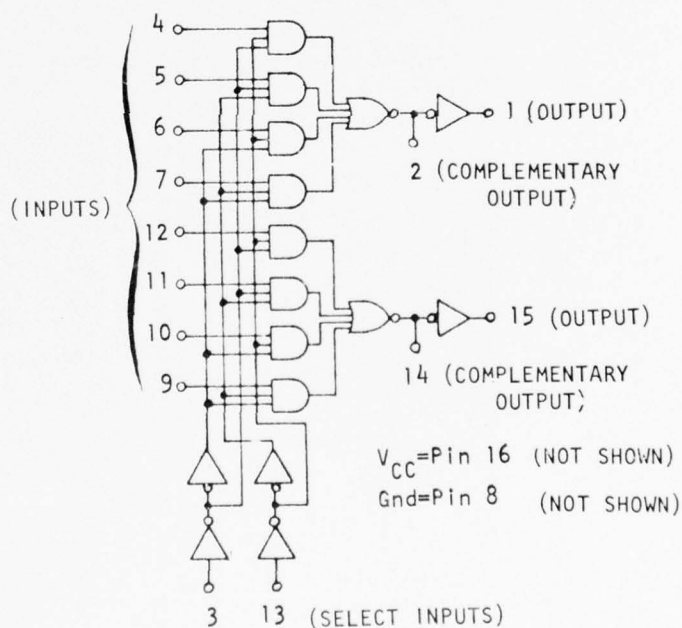 4
5
1 (OUTPUT)
6
2 (COMPLEMENTARY
OUTPUT)
7
(INPUTS)
12
11
15 (OUTPUT)
10
14 (COMPLEMENTARY
OUTPUT)
9
VCC=Pin 16 (NOT SHOWN)
Gnd=Pin 8 (NOT SHOWN)
3 13 (SELECT INPUTS)